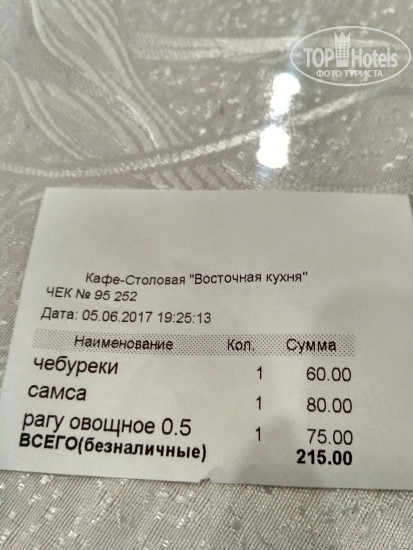 TOP Hotels
ФОТО ТУРИСТА
Кафе-Столовая "Восточная кухня"
ЧЕК № 95 252
Дата: 05.06.2017 19:25:13
Наименование Кол. Сумма
чебуреки 1 60.00
самса 1 80.00
рагу овощное 0.5 1 75.00
ВСЕГО(безналичные) 215.00